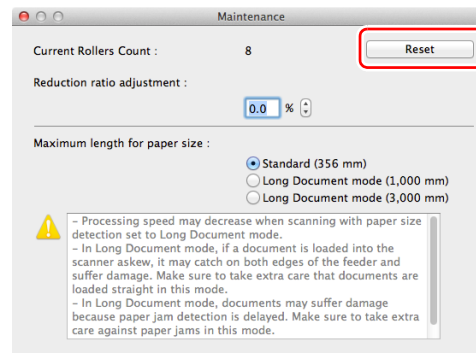 Maintenance
Current Rollers Count : 8 Reset
Reduction ratio adjustment :
0.0 %
Maximum length for paper size :
Standard (356 mm)
Long Document mode (1,000 mm)
Long Document mode (3,000 mm)
– Processing speed may decrease when scanning with paper size
detection set to Long Document mode.
– In Long Document mode, if a document is loaded into the
scanner askew, it may catch on both edges of the feeder and
suffer damage. Make sure to take extra care that documents are
loaded straight in this mode.
– In Long Document mode, documents may suffer damage
because paper jam detection is delayed. Make sure to take extra
care against paper jams in this mode.